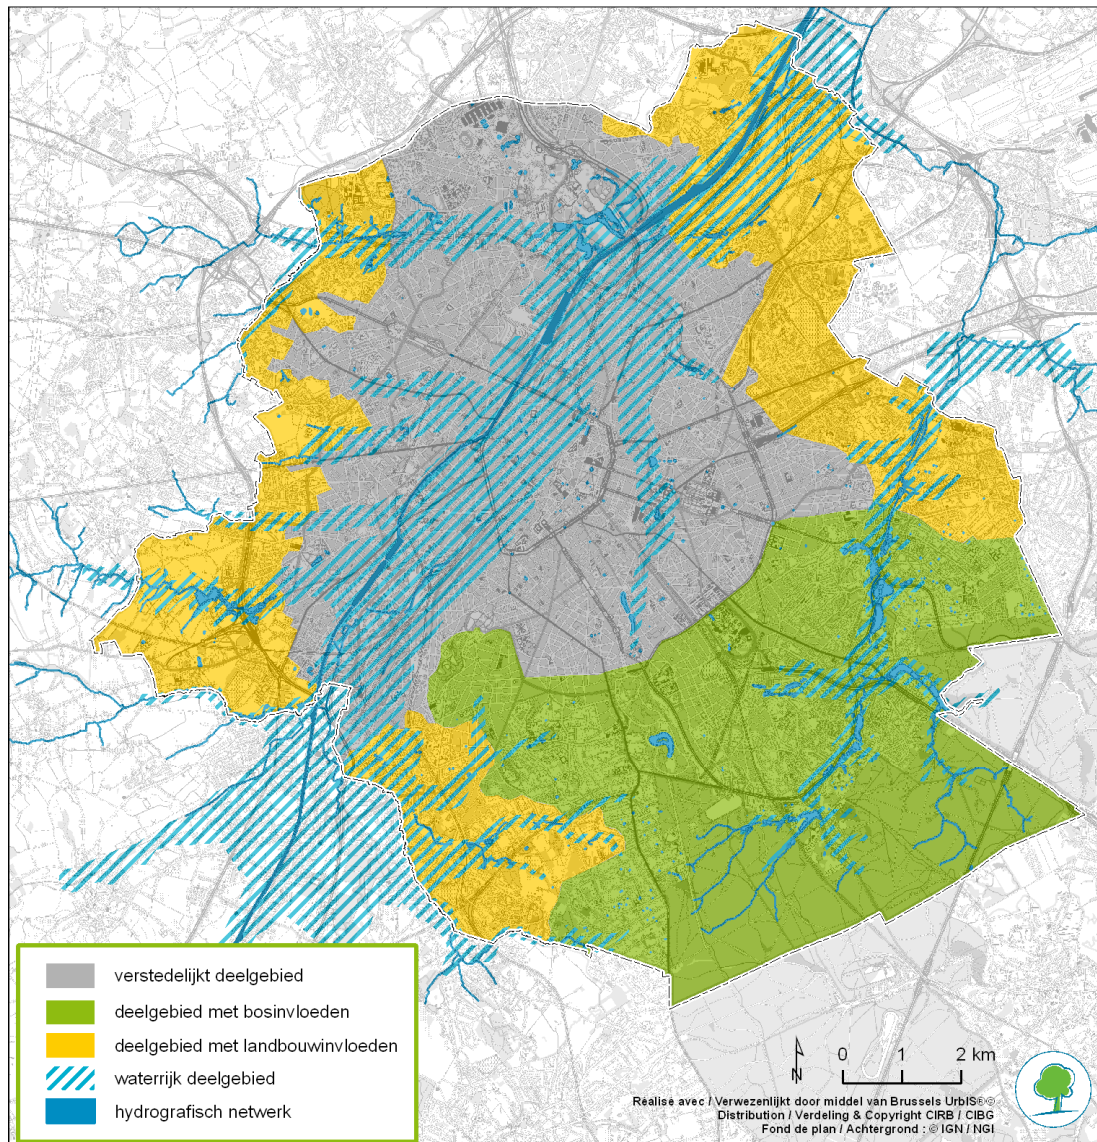 verstedelijkt deelgebied
deelgebied met bosinvloeden
deelgebied met landbouwinvloeden
waterrijk deelgebied
hydrografisch netwerk
N
0 1 2 km
Réalisé avec / Verwezenlijkt door middel van Brussels UrbIS®©
Distribution / Verdeling & Copyright CIRB / CIBG
Fond de plan / Achtergrond : © IGN / NGI